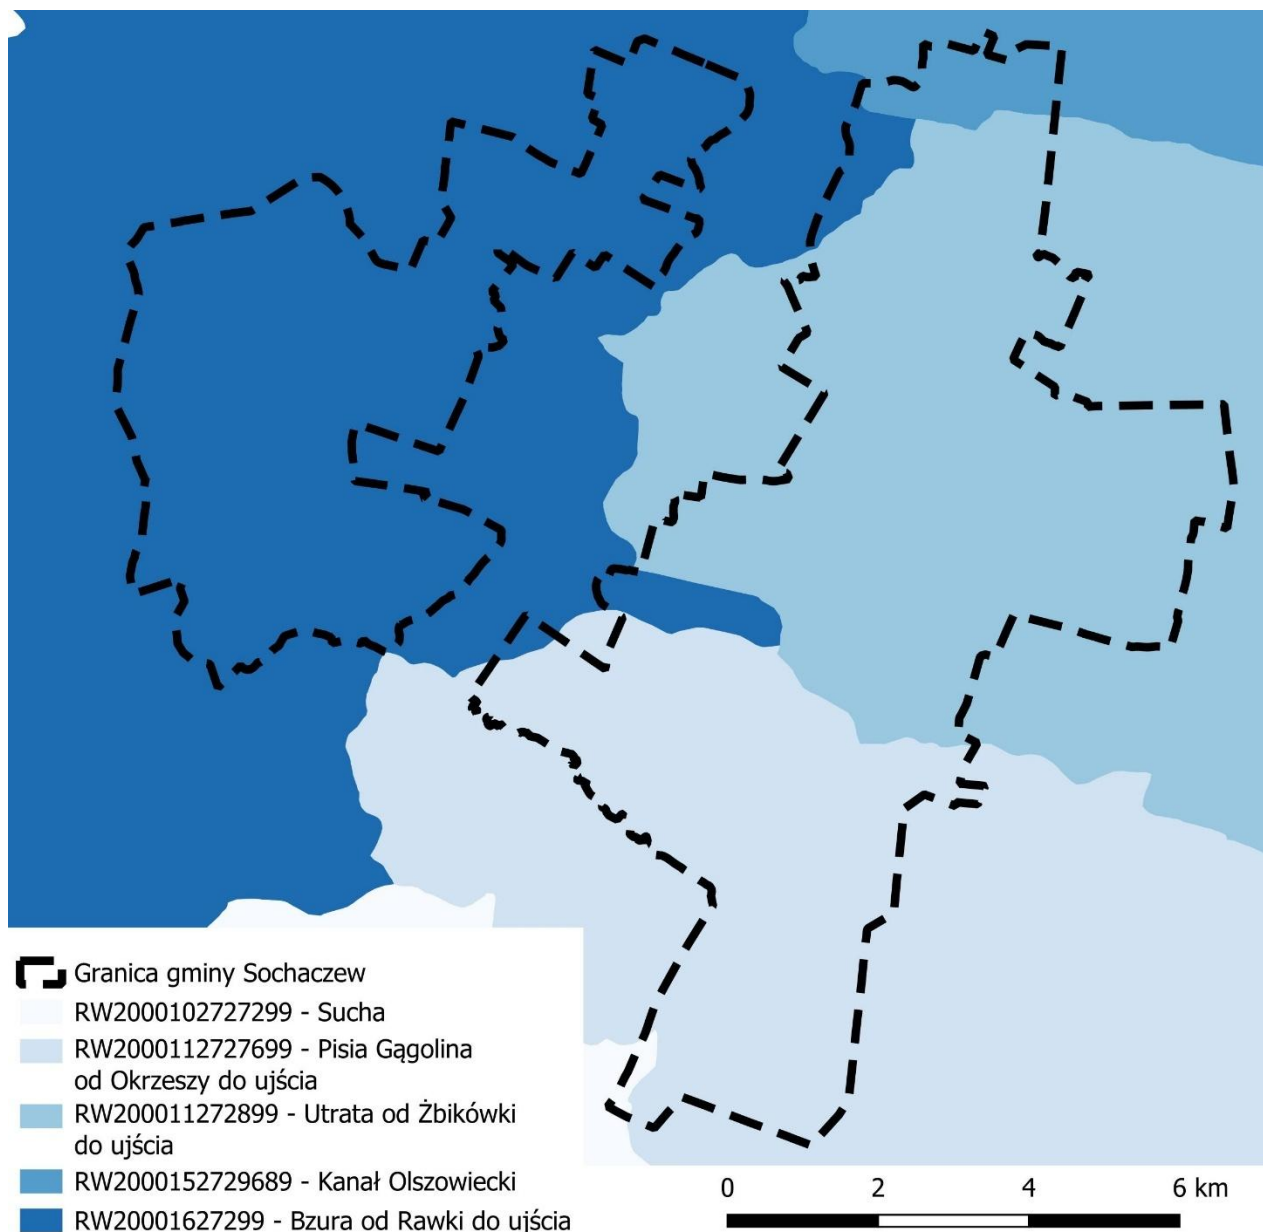 Granica gminy Sochaczew
RW2000102727299 - Sucha
RW2000112727699 - Pisia Gągolina
od Okrzeszy do ujścia
RW200011272899 - Utrata od Żbikówki
do ujścia
RW2000152729689 - Kanał Olszowiecki
RW20001627299 - Bzura od Rawki do ujścia
0 2 4 6 km